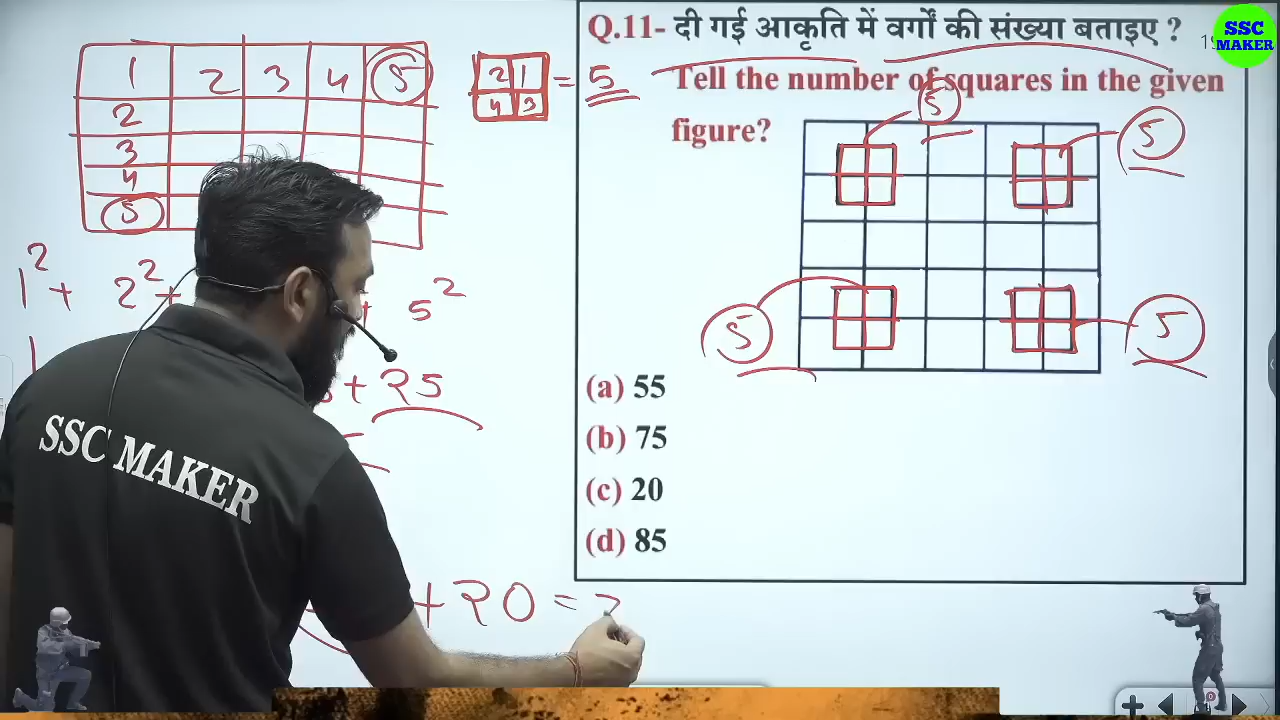 Q.11- दी गई आकृति में वर्गों की संख्या बताइए ?
Tell the number of squares in the given
figure?
(a) 55
(b) 75
(c) 20
(d) 85
SSC
MAKER
1 2 3 4 5
2
3
4
5
2 1
4 3
= 5
5
5
5
5
1² + 2² + 5²
+ 25
+ 20 =
SSC MAKER